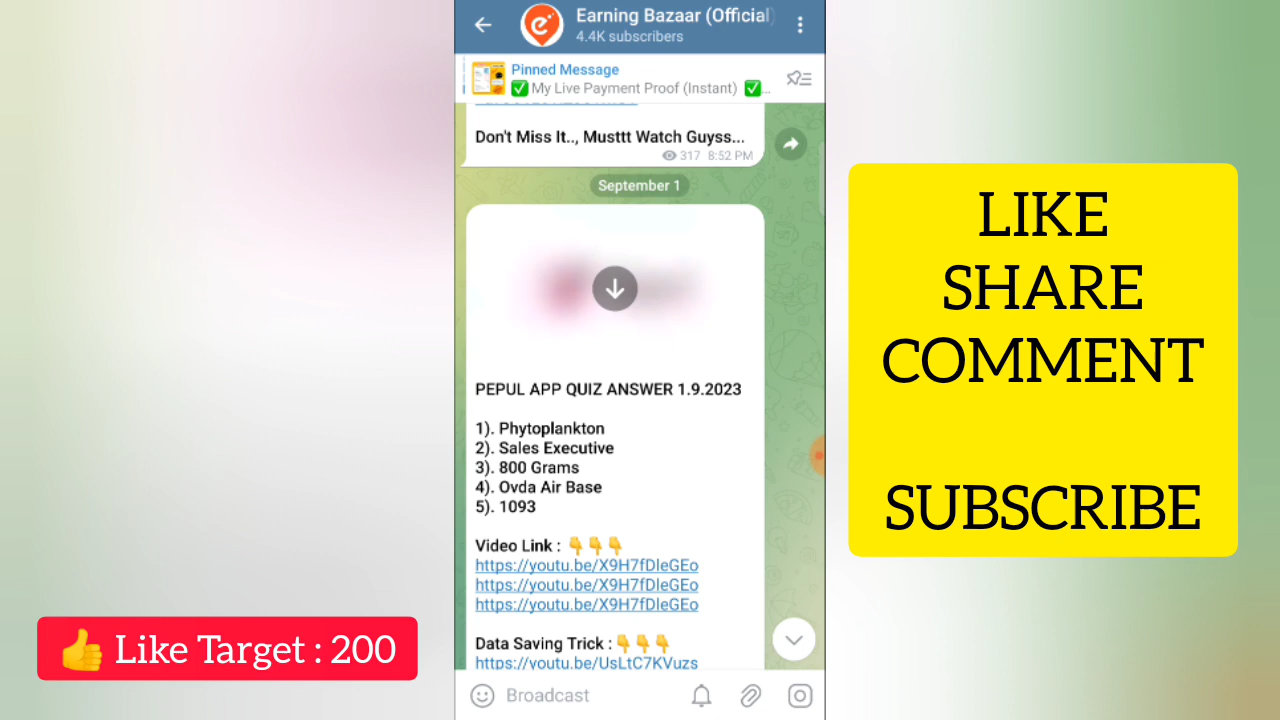 Earning Bazaar (Official)
4.4K subscribers
Pinned Message
✅ My Live Payment Proof (Instant) ✅...
Don't Miss It.., Musttt Watch Guyss...
317 8:52 PM
September 1
PEPUL APP QUIZ ANSWER 1.9.2023
1). Phytoplankton
2). Sales Executive
3). 800 Grams
4). Ovda Air Base
5). 1093
Video Link : 👇👇👇
https://youtu.be/X9H7fDleGEo
https://youtu.be/X9H7fDleGEo
https://youtu.be/X9H7fDleGEo
Data Saving Trick :👇👇👇
https://youtu.be/UsLtC7KVuzs
Broadcast
LIKE
SHARE
COMMENT
SUBSCRIBE
👍 Like Target : 200